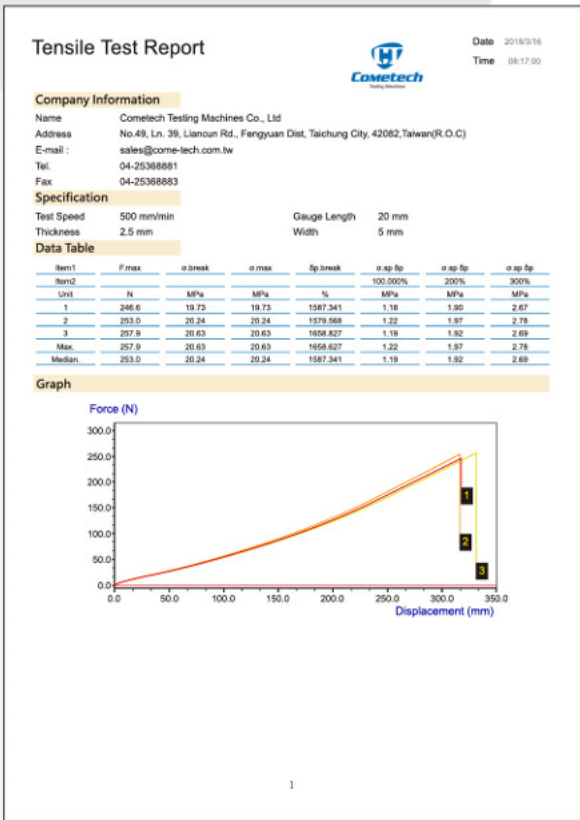 Tensile Test Report
Cometech
Testing Machines
Date 2018/3/16
Time 08:17:00
Company Information
Name Cometech Testing Machines Co., Ltd
Address No.49, Ln. 39, Liancun Rd., Fengyuan Dist, Taichung City, 42082,Taiwan(R.O.C)
E-mail : sales@come-tech.com.tw
Tel. 04-25368881
Fax 04-25368883
Specification
Test Speed 500 mm/min Gauge Length 20 mm
Thickness 2.5 mm Width 5 mm
Data Table
Item1 F.max σ.break σ.max δp.break σ.ap δp σ.ap δp σ.ap δp
Item2 100.000% 200% 300%
Unit N MPa MPa % MPa MPa MPa
1 246.6 19.73 19.73 1587.341 1.18 1.90 2.67
2 253.0 20.24 20.24 1579.568 1.22 1.97 2.78
3 257.9 20.63 20.63 1658.827 1.19 1.92 2.69
Max. 257.9 20.63 20.63 1658.627 1.22 1.97 2.78
Median. 253.0 20.24 20.24 1587.341 1.19 1.92 2.69
Graph
Force (N)
300.0
250.0
200.0
150.0
100.0
50.0
0.0
1
2
3
0.0 50.0 100.0 150.0 200.0 250.0 300.0 350.0
Displacement (mm)
1